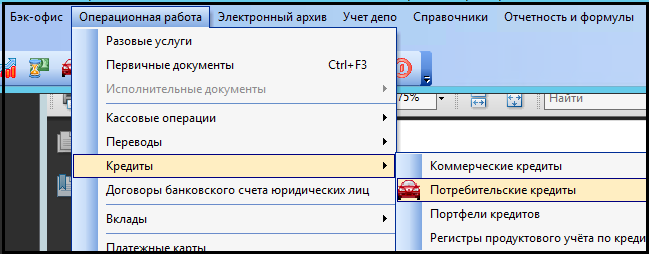 Бэк-офис Операционная работа Электронный архив Учет депо Справочники Отчетность и формулы
Разовые услуги
Первичные документы Ctrl+F3
Исполнительные документы 75% Найти
Кассовые операции
Переводы
Кредиты Коммерческие кредиты
Договоры банковского счета юридических лиц Потребительские кредиты
Вклады Портфели кредитов
Платежные карты Регистры продуктового учёта по креди